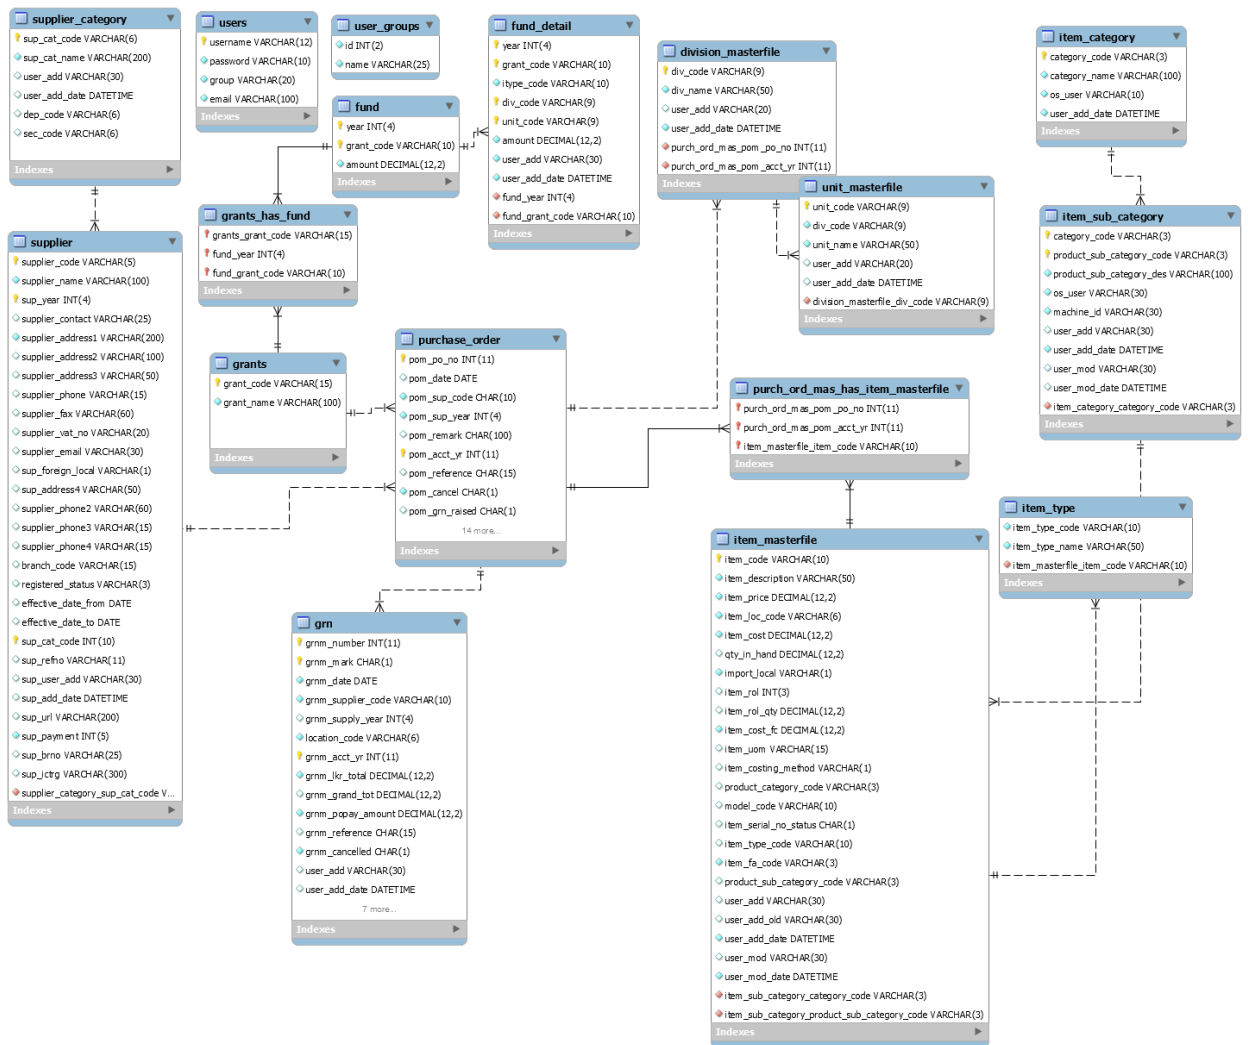 supplier_category
sup_cat_code VARCHAR(6)
sup_cat_name VARCHAR(200)
user_add VARCHAR(30)
user_add_date DATETIME
dep_code VARCHAR(6)
sec_code VARCHAR(6)
Indexes
users
username VARCHAR(12)
password VARCHAR(10)
group VARCHAR(20)
email VARCHAR(100)
Indexes
user_groups
id INT(2)
name VARCHAR(25)
fund
year INT(4)
grant_code VARCHAR(10)
amount DECIMAL(12,2)
Indexes
fund_detail
year INT(4)
grant_code VARCHAR(10)
itype_code VARCHAR(10)
div_code VARCHAR(9)
unit_code VARCHAR(9)
amount DECIMAL(12,2)
user_add VARCHAR(30)
user_add_date DATETIME
fund_year INT(4)
fund_grant_code VARCHAR(10)
Indexes
division_masterfile
div_code VARCHAR(9)
div_name VARCHAR(50)
user_add VARCHAR(20)
user_add_date DATETIME
purch_ord_mas_pom_po_no INT(11)
purch_ord_mas_pom_acct_yr INT(11)
Indexes
unit_masterfile
unit_code VARCHAR(9)
div_code VARCHAR(9)
unit_name VARCHAR(50)
user_add VARCHAR(20)
user_add_date DATETIME
division_masterfile_div_code VARCHAR(9)
Indexes
item_category
category_code VARCHAR(3)
category_name VARCHAR(100)
os_user VARCHAR(10)
user_add_date DATETIME
Indexes
item_sub_category
category_code VARCHAR(3)
product_sub_category_code VARCHAR(3)
product_sub_category_des VARCHAR(100)
os_user VARCHAR(30)
machine_id VARCHAR(30)
user_add VARCHAR(30)
user_add_date DATETIME
user_mod VARCHAR(30)
user_mod_date DATETIME
item_category_category_code VARCHAR(3)
Indexes
supplier
supplier_code VARCHAR(5)
supplier_name VARCHAR(100)
sup_year INT(4)
supplier_contact VARCHAR(25)
supplier_address1 VARCHAR(200)
supplier_address2 VARCHAR(100)
supplier_address3 VARCHAR(50)
supplier_phone VARCHAR(15)
supplier_fax VARCHAR(60)
supplier_vat_no VARCHAR(20)
supplier_email VARCHAR(30)
sup_foreign_local VARCHAR(1)
sup_address4 VARCHAR(50)
supplier_phone2 VARCHAR(60)
supplier_phone3 VARCHAR(15)
supplier_phone4 VARCHAR(15)
branch_code VARCHAR(15)
registered_status VARCHAR(3)
effective_date_from DATE
effective_date_to DATE
sup_cat_code INT(10)
sup_refno VARCHAR(11)
sup_user_add VARCHAR(30)
sup_add_date DATETIME
sup_url VARCHAR(200)
sup_payment INT(5)
sup_brno VARCHAR(25)
sup_ictrg VARCHAR(300)
supplier_category_sup_cat_code V...
Indexes
grants_has_fund
grants_grant_code VARCHAR(15)
fund_year INT(4)
fund_grant_code VARCHAR(10)
Indexes
grants
grant_code VARCHAR(15)
grant_name VARCHAR(100)
Indexes
purchase_order
pom_po_no INT(11)
pom_date DATE
pom_sup_code CHAR(10)
pom_sup_year INT(4)
pom_remark CHAR(100)
pom_acct_yr INT(11)
pom_reference CHAR(15)
pom_cancel CHAR(1)
pom_grn_raised CHAR(1)
14 more...
Indexes
purch_ord_mas_has_item_masterfile
purch_ord_mas_pom_po_no INT(11)
purch_ord_mas_pom_acct_yr INT(11)
item_masterfile_item_code VARCHAR(10)
Indexes
item_type
item_type_code VARCHAR(10)
item_type_name VARCHAR(50)
item_masterfile_item_code VARCHAR(10)
Indexes
grn
grnm_number INT(11)
grnm_mark CHAR(1)
grnm_date DATE
grnm_supplier_code VARCHAR(10)
grnm_supply_year INT(4)
location_code VARCHAR(6)
grnm_acct_yr INT(11)
grnm_lkr_total DECIMAL(12,2)
grnm_grand_tot DECIMAL(12,2)
grnm_popay_amount DECIMAL(12,2)
grnm_reference CHAR(15)
grnm_cancelled CHAR(1)
user_add VARCHAR(30)
user_add_date DATETIME
7 more...
Indexes
item_masterfile
item_code VARCHAR(10)
item_description VARCHAR(50)
item_price DECIMAL(12,2)
item_loc_code VARCHAR(6)
item_cost DECIMAL(12,2)
qty_in_hand DECIMAL(12,2)
import_local VARCHAR(1)
item_rol INT(3)
item_rol_qty DECIMAL(12,2)
item_cost_fc DECIMAL(12,2)
item_uom VARCHAR(15)
item_costing_method VARCHAR(1)
product_category_code VARCHAR(3)
model_code VARCHAR(10)
item_serial_no_status CHAR(1)
item_type_code VARCHAR(10)
item_fa_code VARCHAR(3)
product_sub_category_code VARCHAR(3)
user_add VARCHAR(30)
user_add_old VARCHAR(30)
user_add_date DATETIME
user_mod VARCHAR(30)
user_mod_date DATETIME
item_sub_category_category_code VARCHAR(3)
item_sub_category_product_sub_category_code VARCHAR(3)
Indexes